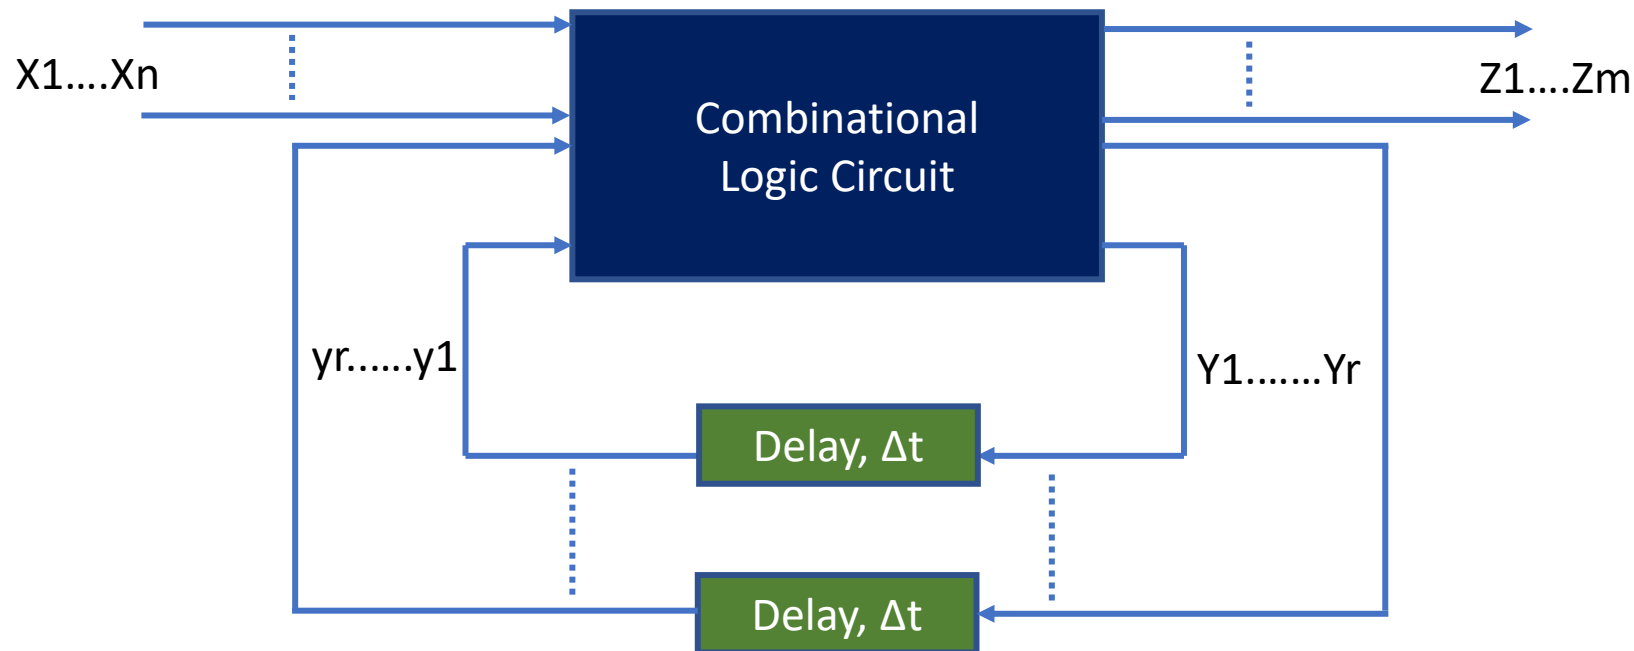 X1....Xn
Combinational
Logic Circuit
Z1....Zm
yr......y1
Y1.......Yr
Delay, Δt
Delay, Δt